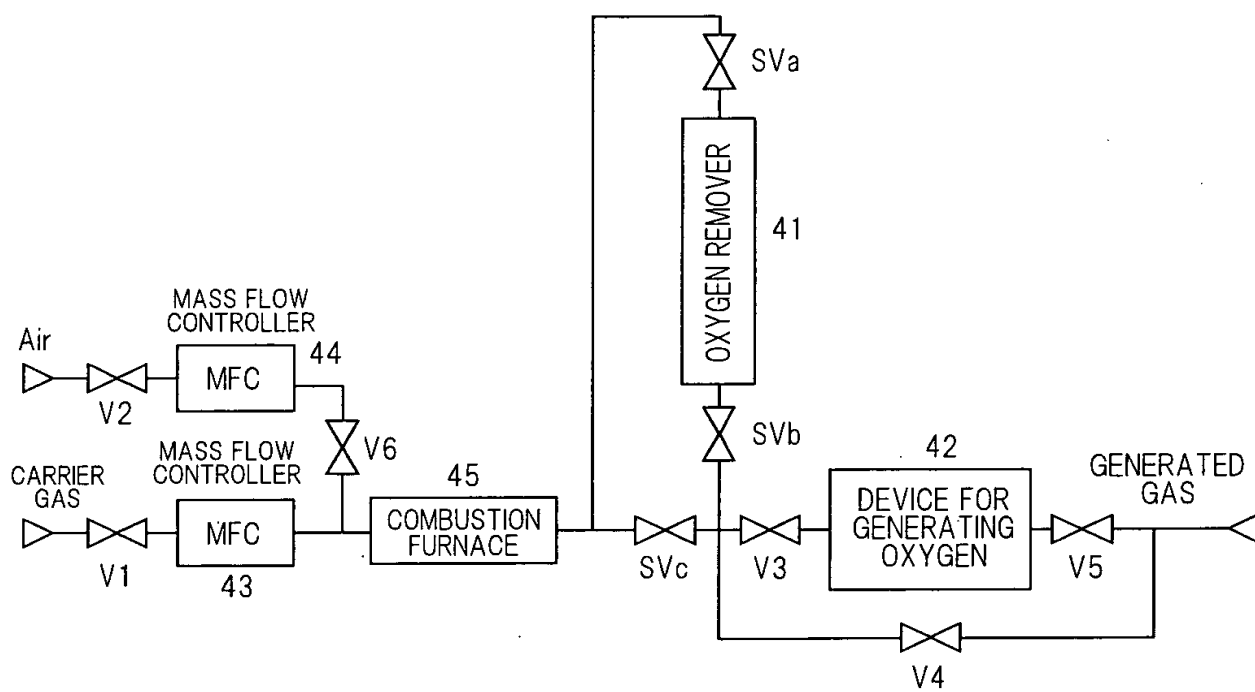 SVa
OXYGEN REMOVER
41
MASS FLOW
CONTROLLER
Air
44
MFC
V2
SVb
V6
MASS FLOW
CONTROLLER
42
CARRIER
GAS
45
GENERATED
GAS
MFC
COMBUSTION
FURNACE
DEVICE FOR
GENERATING
OXYGEN
V1
43
SVc
V3
V5
V4